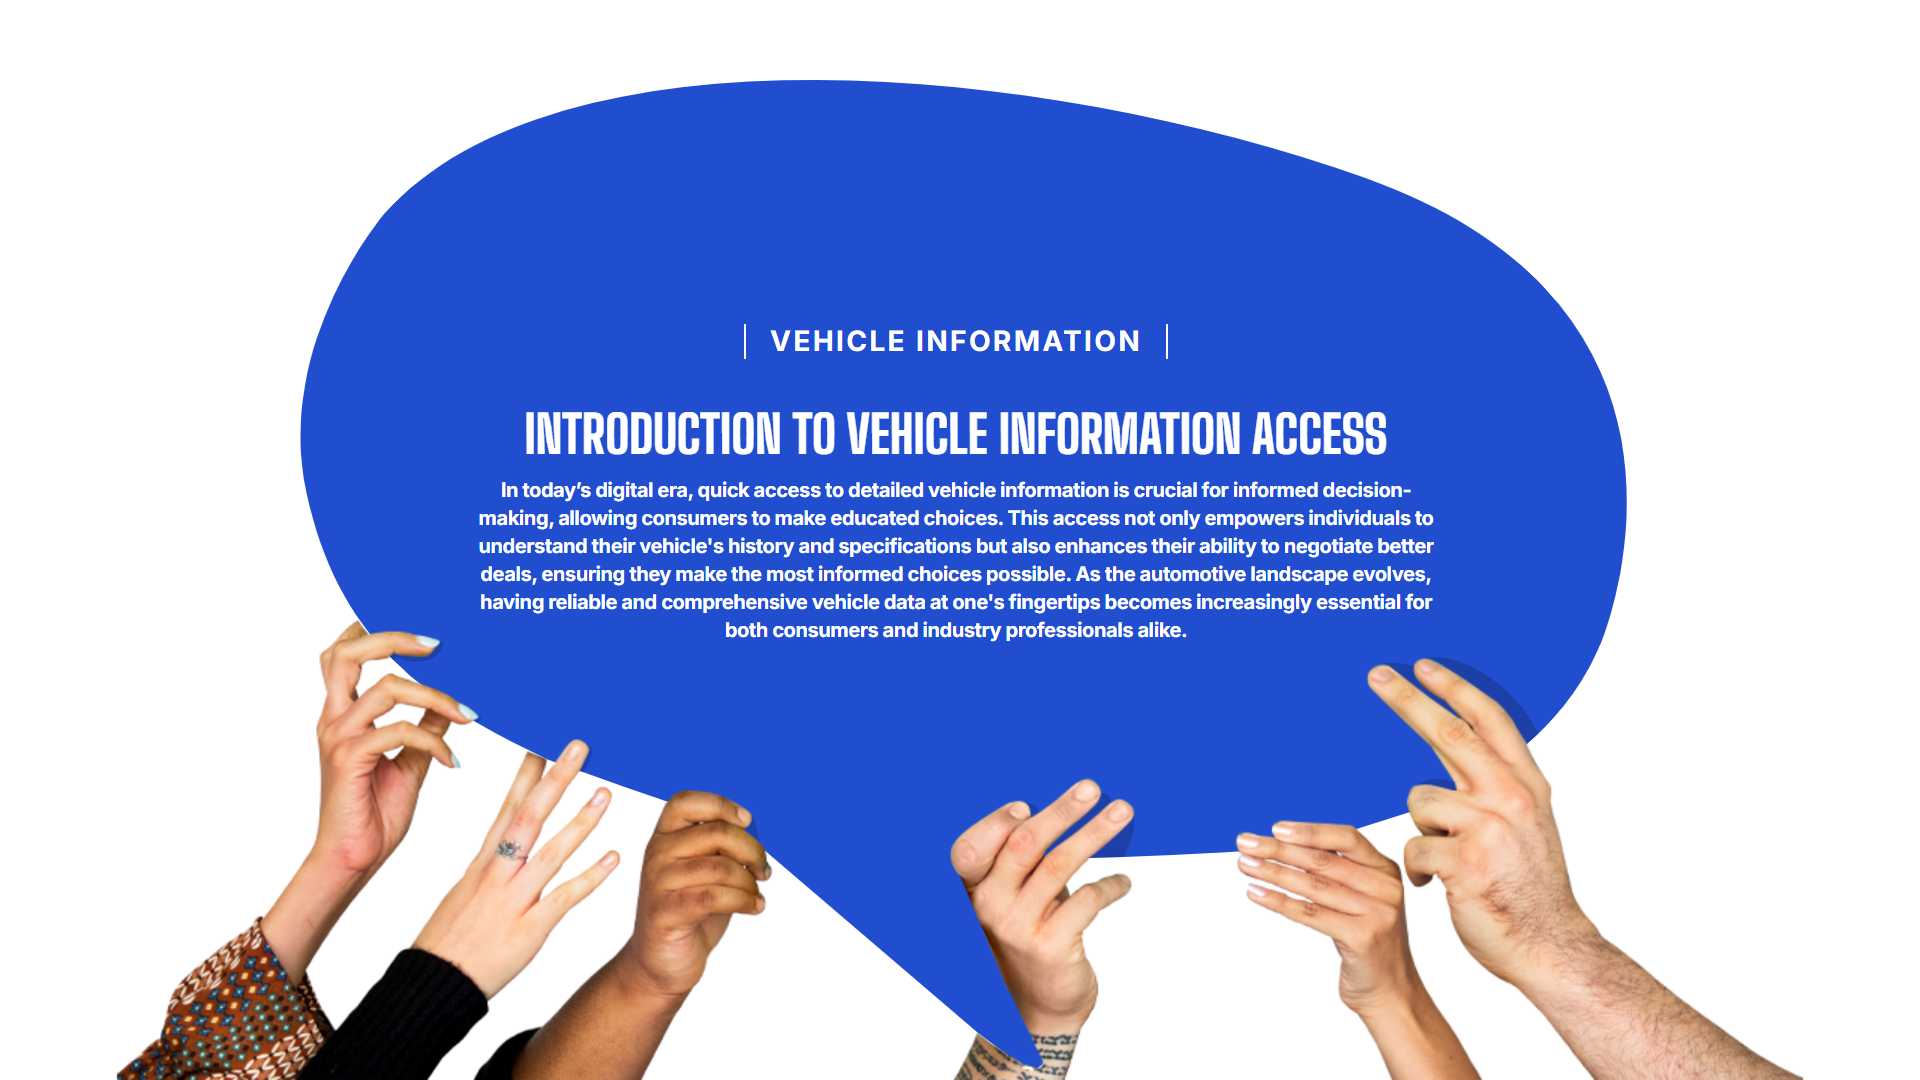 VEHICLE INFORMATION
INTRODUCTION TO VEHICLE INFORMATION ACCESS
In today’s digital era, quick access to detailed vehicle information is crucial for informed decision-
making, allowing consumers to make educated choices. This access not only empowers individuals to
understand their vehicle's history and specifications but also enhances their ability to negotiate better
deals, ensuring they make the most informed choices possible. As the automotive landscape evolves,
having reliable and comprehensive vehicle data at one's fingertips becomes increasingly essential for
both consumers and industry professionals alike.